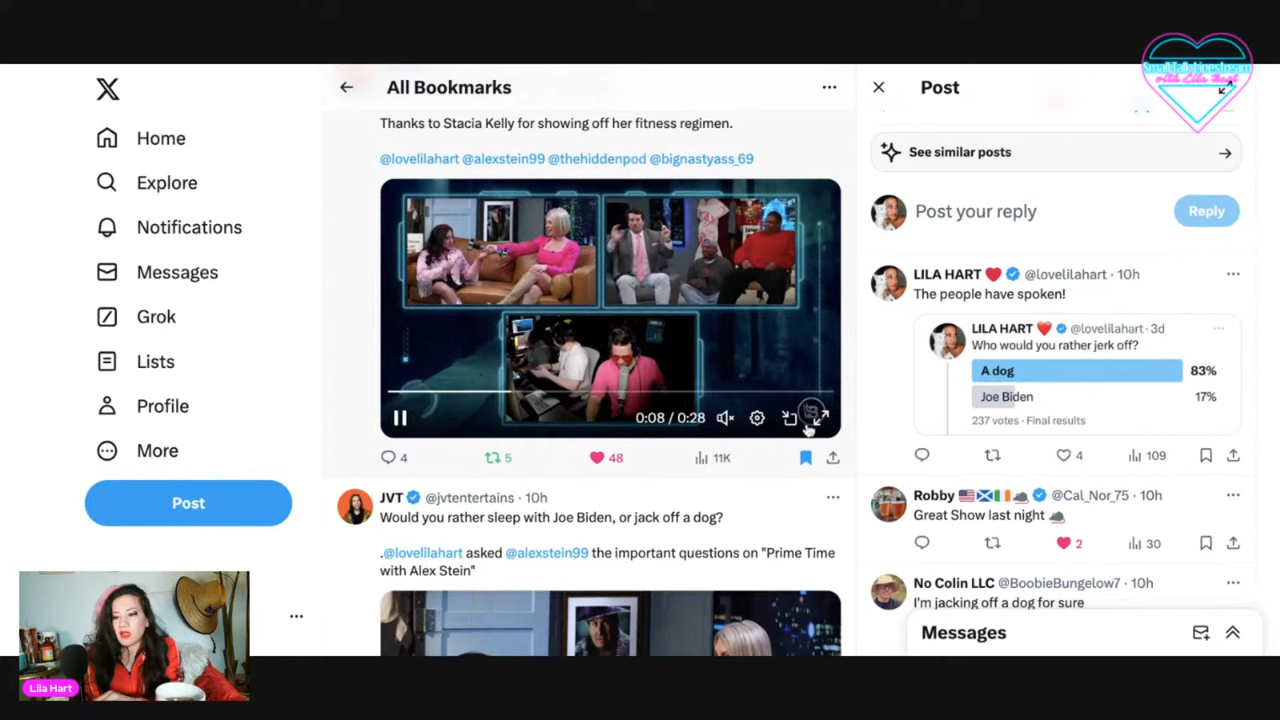 Small Talk Livestream
with Lila Hart
All Bookmarks
Post
Home
Explore
Notifications
Messages
Grok
Lists
Profile
More
Post
Thanks to Stacia Kelly for showing off her fitness regimen.
@lovelilahart @alexstein99 @thehiddenpod @bignastyass_69
0:08 / 0:28
4
5
48
11K
JVT @jvtentertains · 10h
Would you rather sleep with Joe Biden, or jack off a dog?
.@lovelilahart asked @alexstein99 the important questions on "Prime Time
with Alex Stein"
See similar posts
Post your reply
Reply
LILA HART @lovelilahart · 10h
The people have spoken!
LILA HART @lovelilahart · 3d
Who would you rather jerk off?
A dog 83%
Joe Biden 17%
237 votes · Final results
4 109
Robby @Cal_Nor_75 · 10h
Great Show last night
2 30
No Colin LLC @BoobieBungelow7 · 10h
I'm jacking off a dog for sure
Messages
Lila Hart